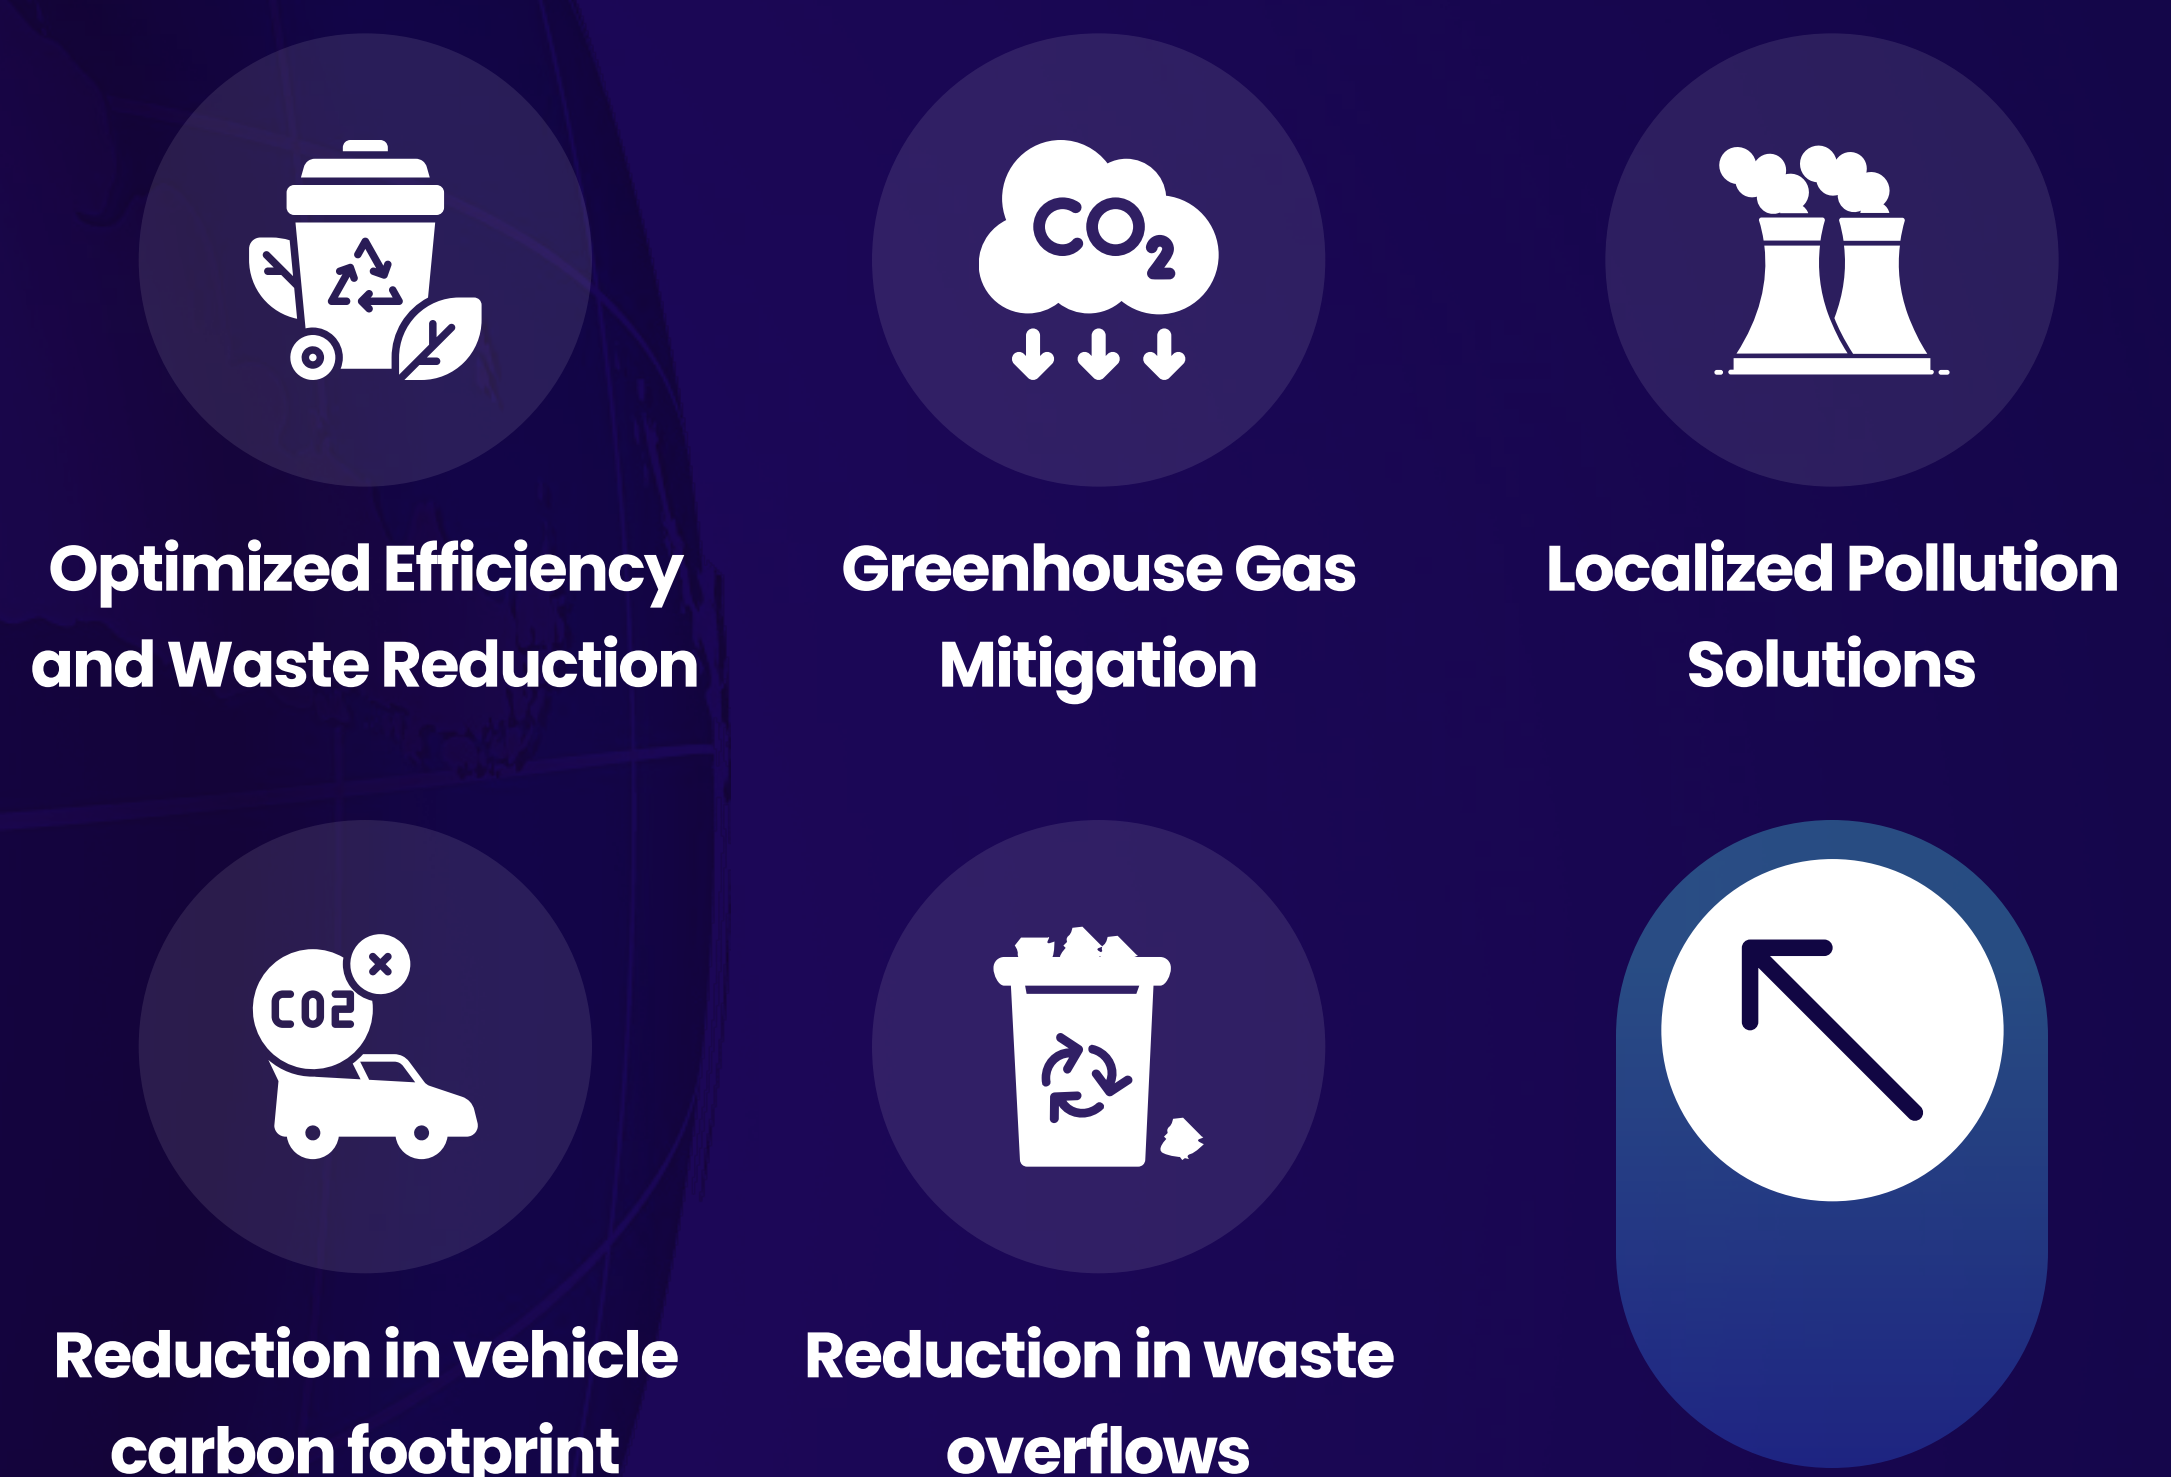 CO2
Optimized Efficiency
and Waste Reduction
Greenhouse Gas
Mitigation
Localized Pollution
Solutions
CO2
Reduction in vehicle
carbon footprint
Reduction in waste
overflows